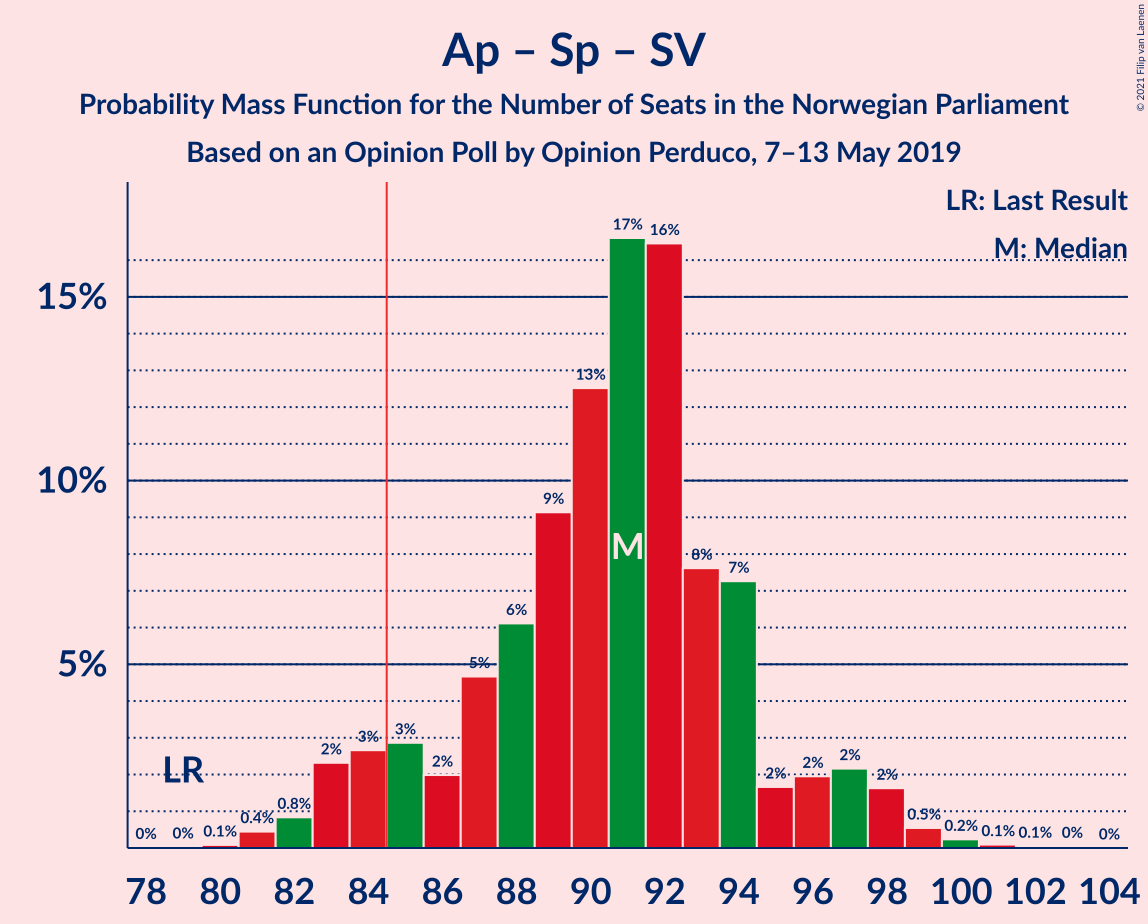 Ap – Sp – SV
Probability Mass Function for the Number of Seats in the Norwegian Parliament
Based on an Opinion Poll by Opinion Perduco, 7–13 May 2019
© 2021 Filip van Laenen
LR: Last Result
M: Median
15%
10%
5%
LR
M
0% 0% 0.1% 0.4% 0.8% 2% 3% 3% 2% 5% 6% 9% 13% 17% 16% 8% 7% 2% 2% 2% 2% 0.5% 0.2% 0.1% 0.1% 0% 0%
78 80 82 84 86 88 90 92 94 96 98 100 102 104